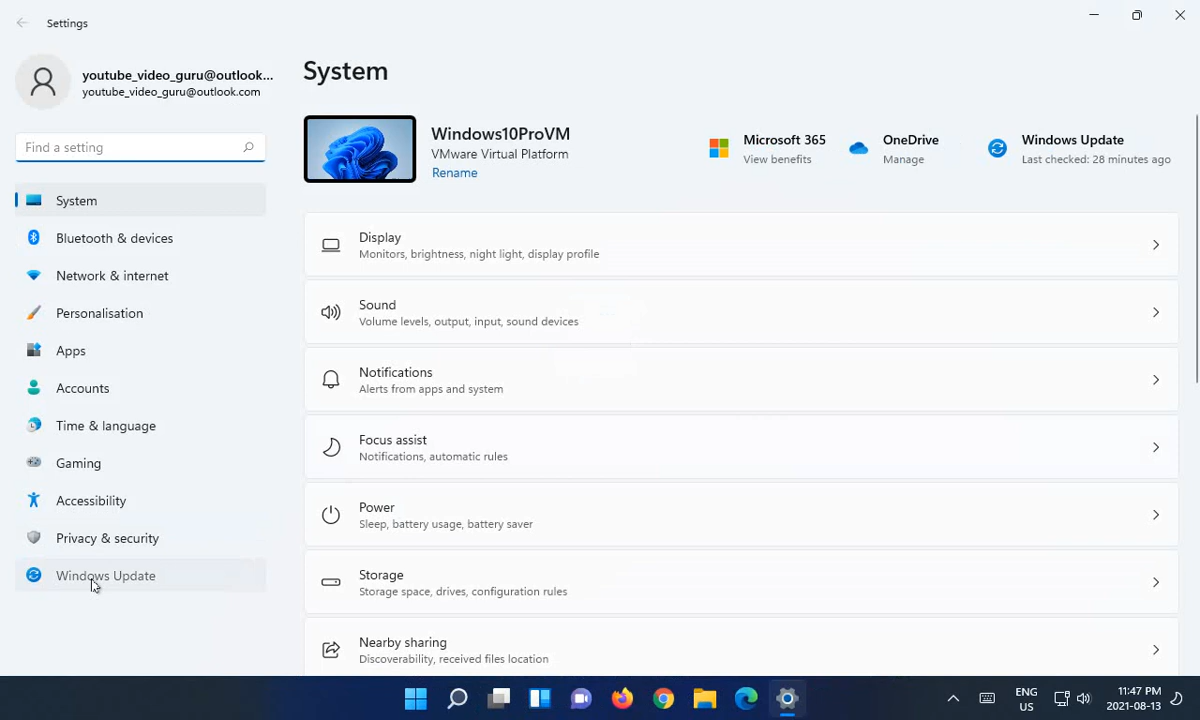 Settings
youtube_video_guru@outlook...
youtube_video_guru@outlook.com
Find a setting
System
Bluetooth & devices
Network & internet
Personalisation
Apps
Accounts
Time & language
Gaming
Accessibility
Privacy & security
Windows Update
System
Windows10ProVM
VMware Virtual Platform
Rename
Microsoft 365
View benefits
OneDrive
Manage
Windows Update
Last checked: 28 minutes ago
Display
Monitors, brightness, night light, display profile
Sound
Volume levels, output, input, sound devices
Notifications
Alerts from apps and system
Focus assist
Notifications, automatic rules
Power
Sleep, battery usage, battery saver
Storage
Storage space, drives, configuration rules
Nearby sharing
Discoverability, received files location
ENG
US
11:47 PM
2021-08-13